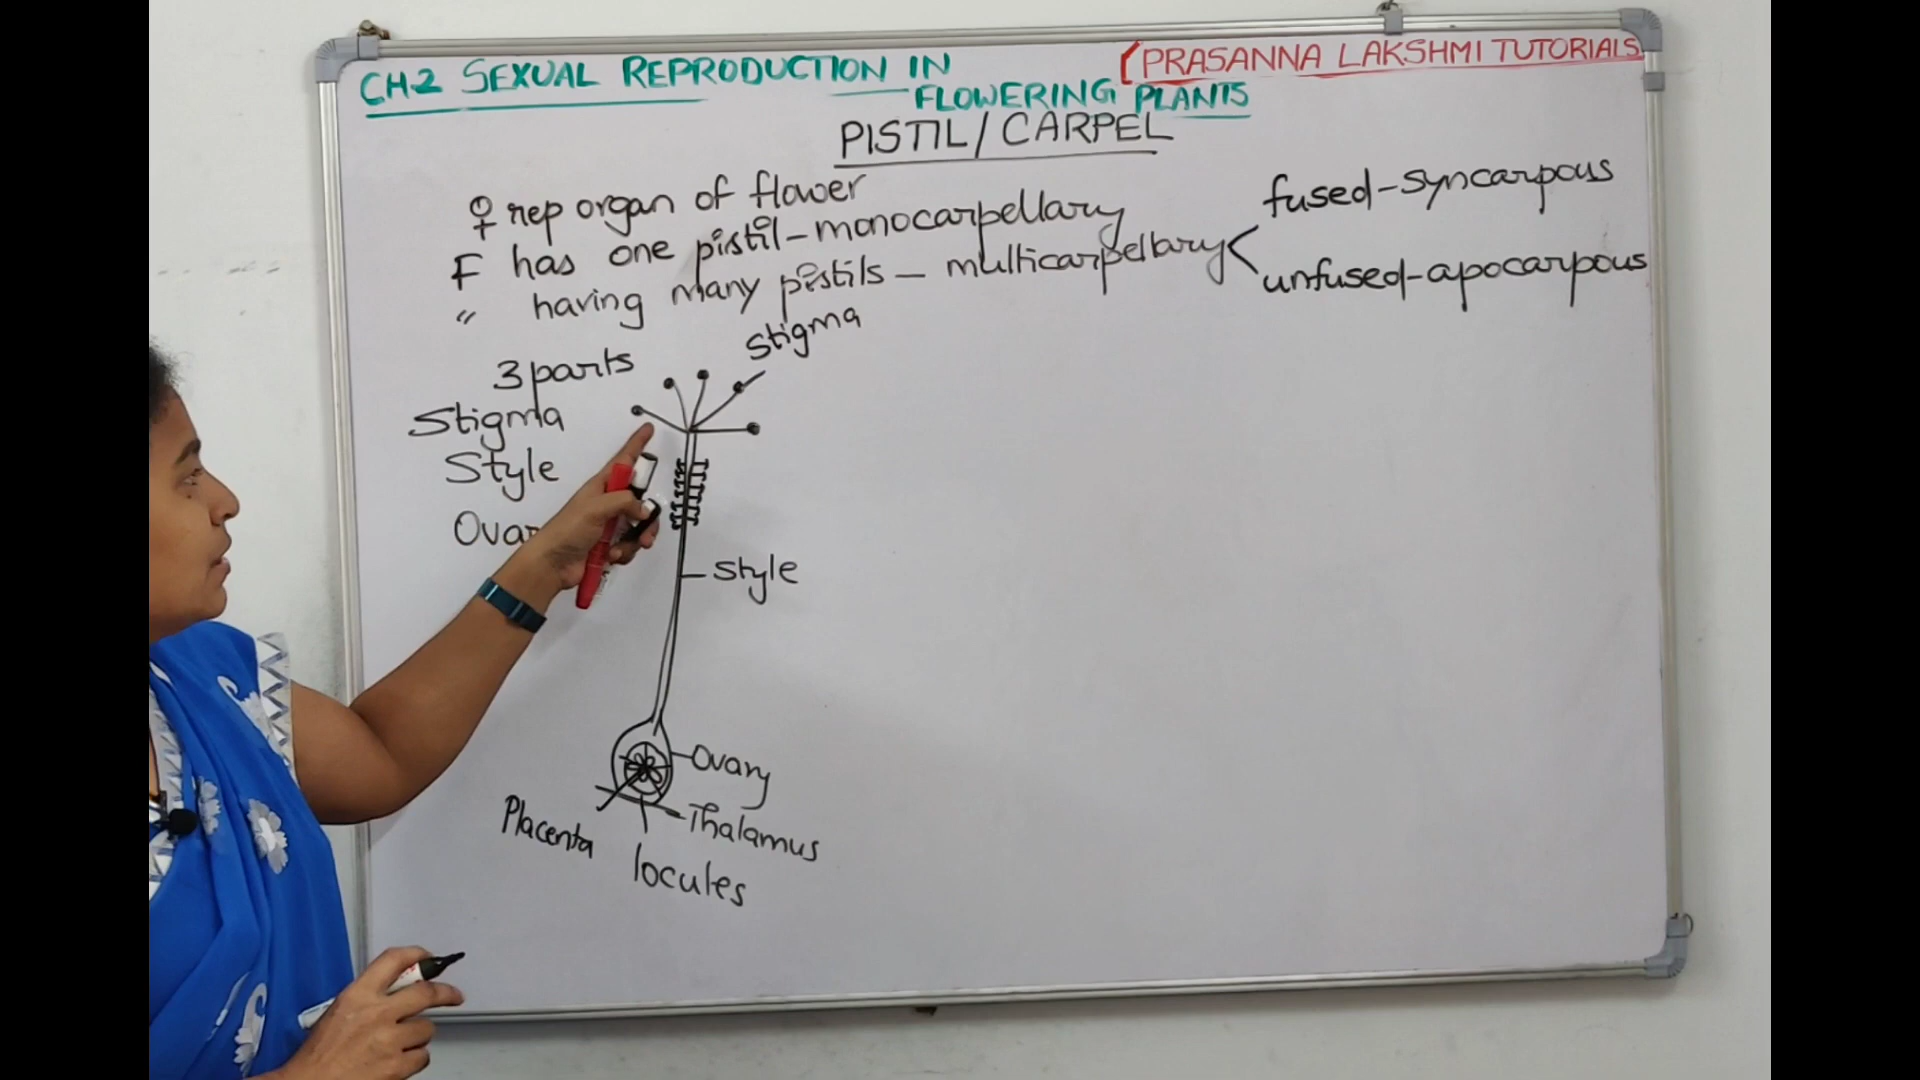 CH-2 SEXUAL REPRODUCTION IN
FLOWERING PLANTS
PRASANNA LAKSHMI TUTORIALS
PISTIL/CARPEL
♀ rep organ of flower
F has one pistil-monocarpellary
" having many pistils - multicarpellary <
fused-syncarpous
unfused-apocarpous
3 parts
Stigma
Style
Stigma
Style
Ovary
Thalamus
Placenta
locules